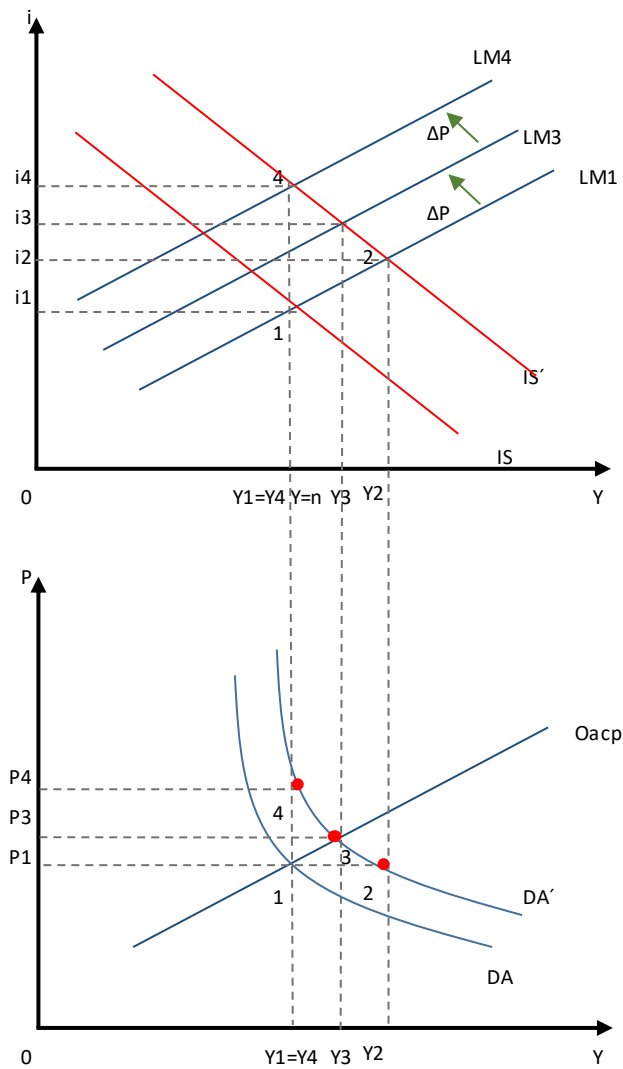 i
LM4
ΔP
LM3
i4
4
LM1
i3
ΔP
i2
2
i1
1
IS´
IS
0
Y1=Y4 Y=n Y3 Y2
Y
P
Oacp
P4
4
P3
P1
3
1
2
DA´
DA
0
Y1=Y4 Y3 Y2
Y